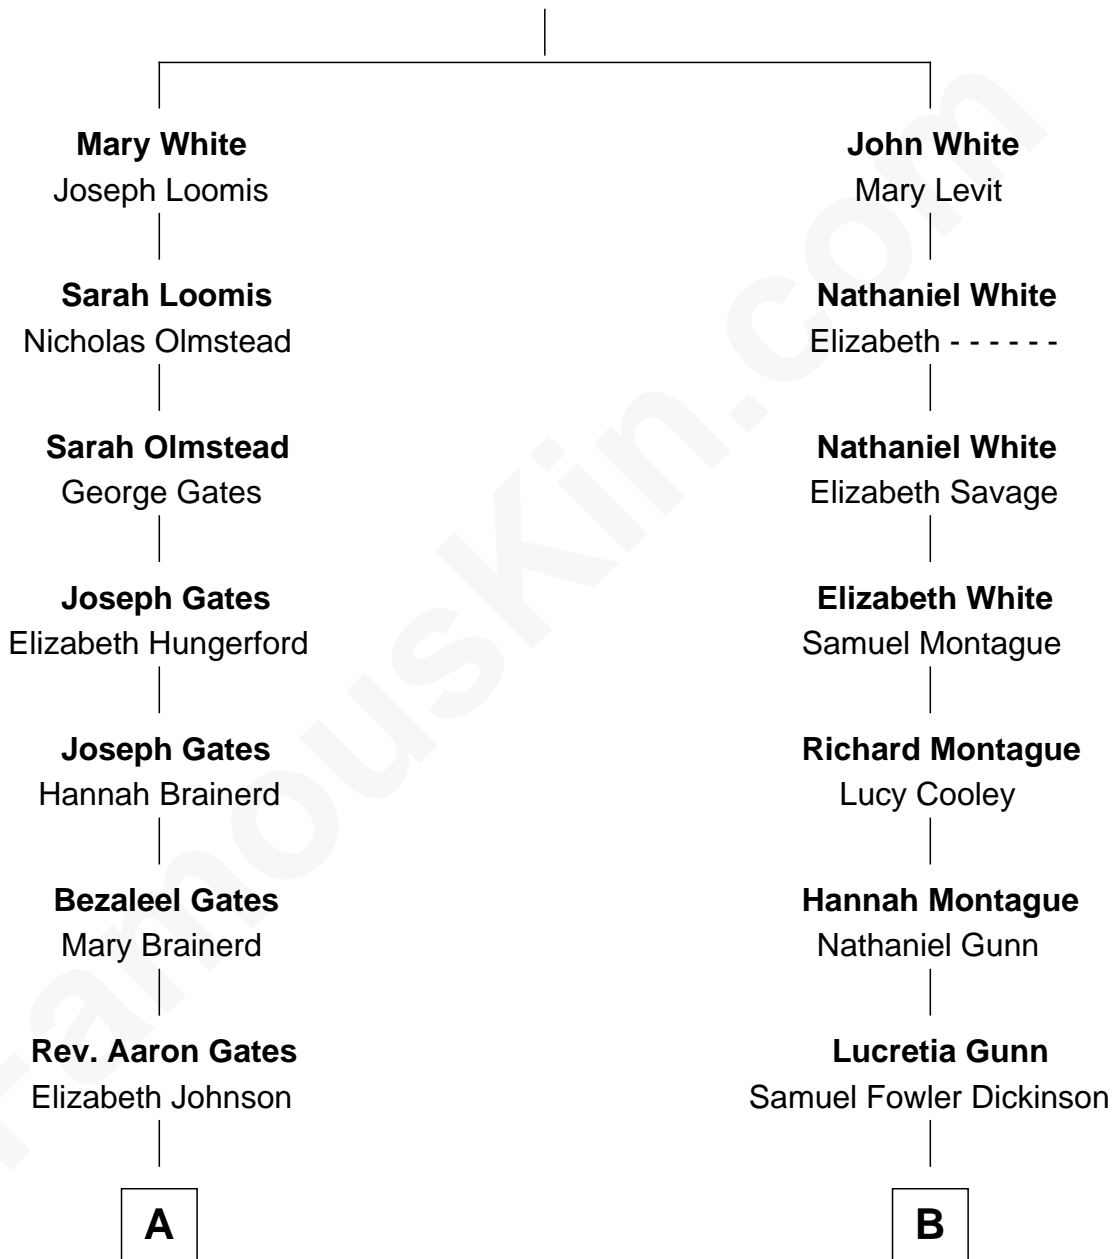 Mary White
Joseph Loomis
Sarah Loomis
Nicholas Olmstead
Sarah Olmstead
George Gates
Joseph Gates
Elizabeth Hungerford
Joseph Gates
Hannah Brainerd
Bezaleel Gates
Mary Brainerd
Rev. Aaron Gates
Elizabeth Johnson
A
John White
Mary Levit
Nathaniel White
Elizabeth - - - - - -
Nathaniel White
Elizabeth Savage
Elizabeth White
Samuel Montague
Richard Montague
Lucy Cooley
Hannah Montague
Nathaniel Gunn
Lucretia Gunn
Samuel Fowler Dickinson
B
FamousKin.com